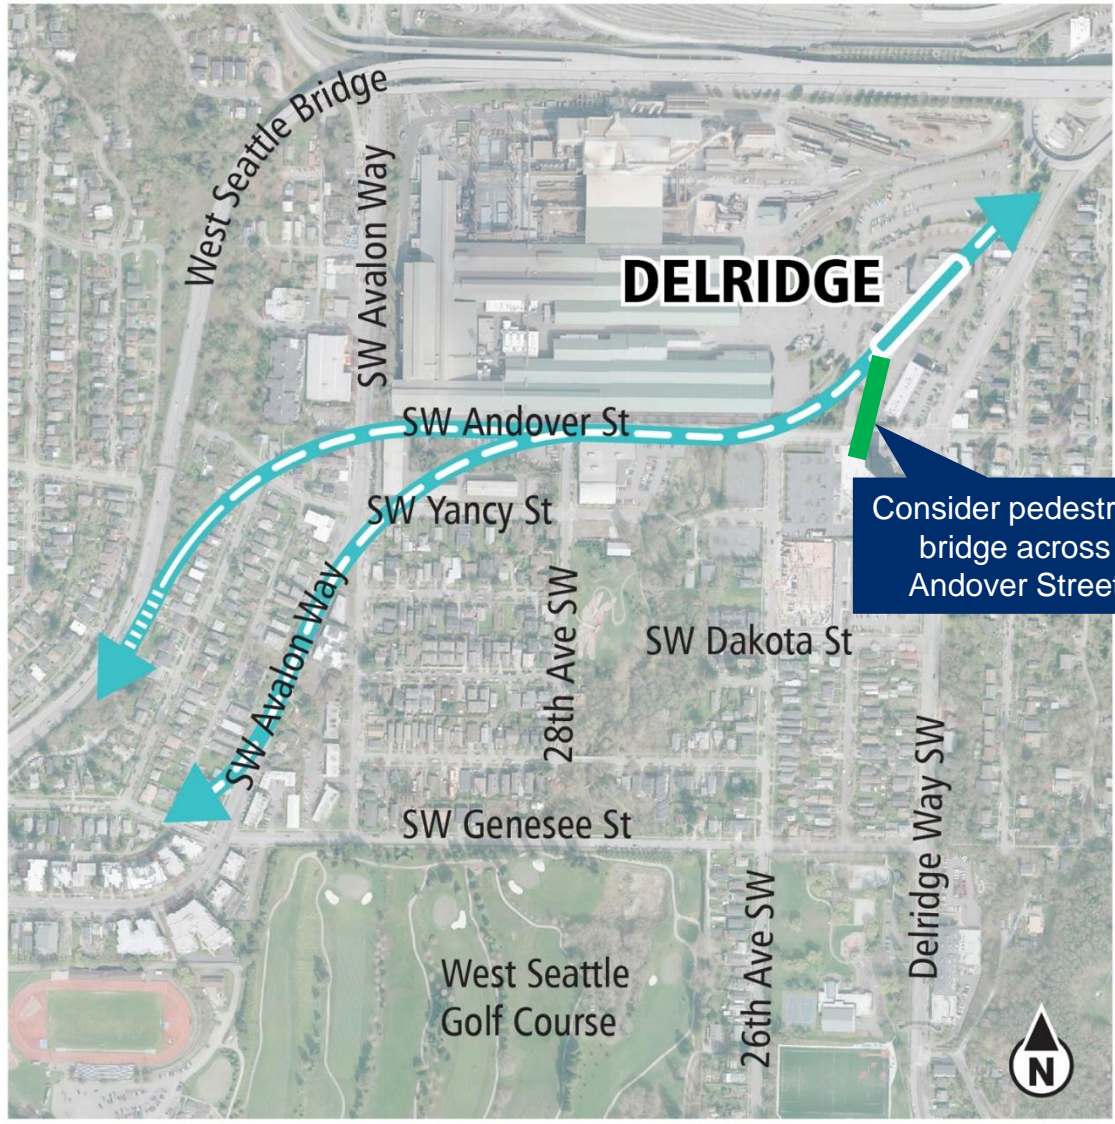 West Seattle Bridge
SW Avalon Way
DELRIDGE
SW Andover St
SW Yancy St
Consider
bridge across
Andover Street
28th Ave SW
SW Dakota St
SW Avalon Way
SW Genesee St
Delridge Way SW
26th Ave SW
West Seattle
Golf Course
N